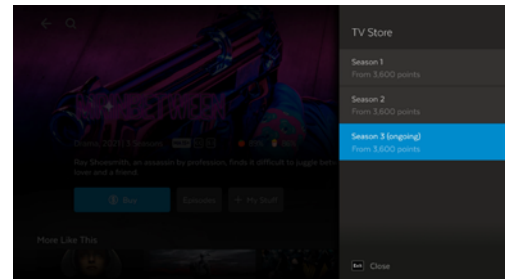 TV Store
Season 1
From 3,600 points
Season 2
From 3,600 points
Season 3 (ongoing)
From 3,600 points
Drama, 2021 | 3 Seasons,
Ray Shoesmith, an assassin by profession, finds it difficult to juggle
lover and a friend.
Buy
Episodes
+ My Stuff
More Like This
Exit Close